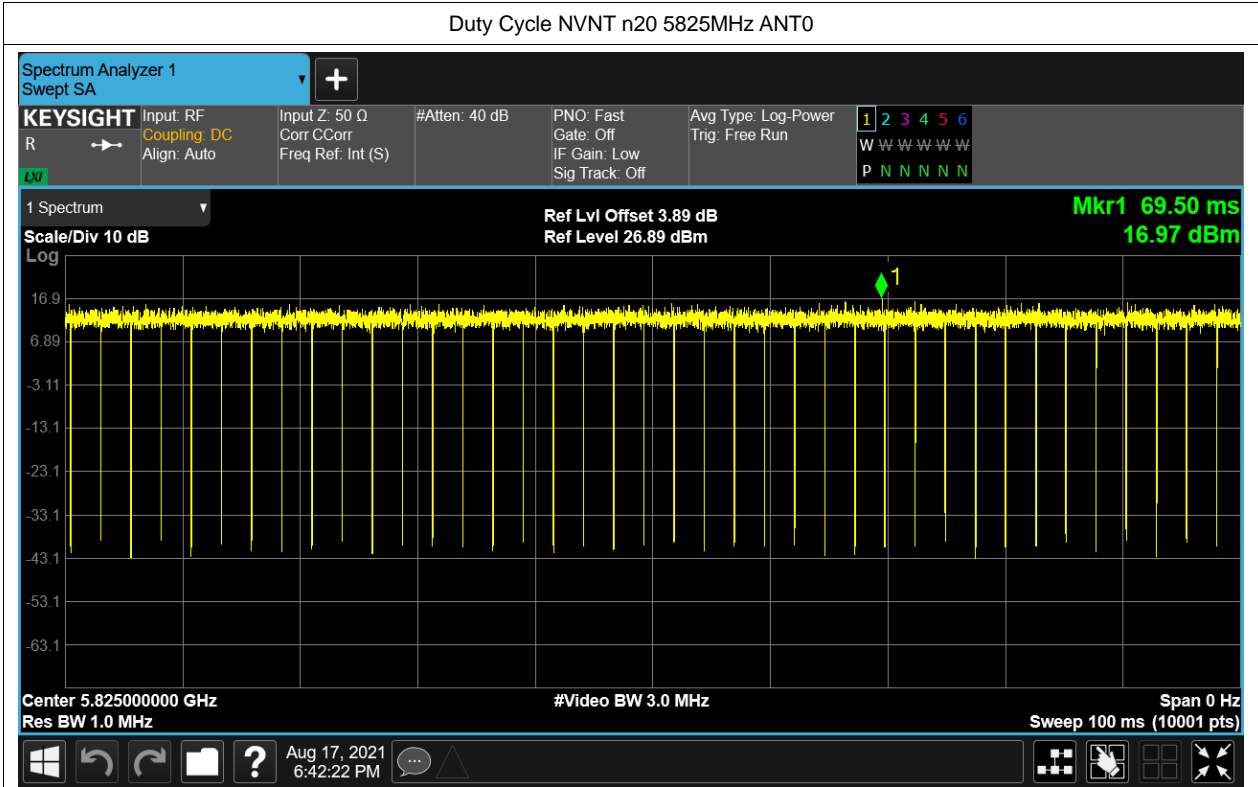 Duty Cycle NVNT n20 5825MHz ANT0
Spectrum Analyzer 1
Swept SA
KEYSIGHT
R
LXI
Input: RF
Coupling: DC
Align: Auto
Input Z: 50 Ω
Corr CCorr
Freq Ref: Int (S)
#Atten: 40 dB
PNO: Fast
Gate: Off
IF Gain: Low
Sig Track: Off
Avg Type: Log-Power
Trig: Free Run
1 2 3 4 5 6
W W W W W W
P N N N N N
1 Spectrum
Scale/Div 10 dB
Ref Lvl Offset 3.89 dB
Ref Level 26.89 dBm
Mkr1 69.50 ms
16.97 dBm
Log
1
16.9
6.89
-3.11
-13.1
-23.1
-33.1
-43.1
-53.1
-63.1
Center 5.825000000 GHz
#Video BW 3.0 MHz
Span 0 Hz
Res BW 1.0 MHz
Sweep 100 ms (10001 pts)
?
Aug 17, 2021
6:42:22 PM